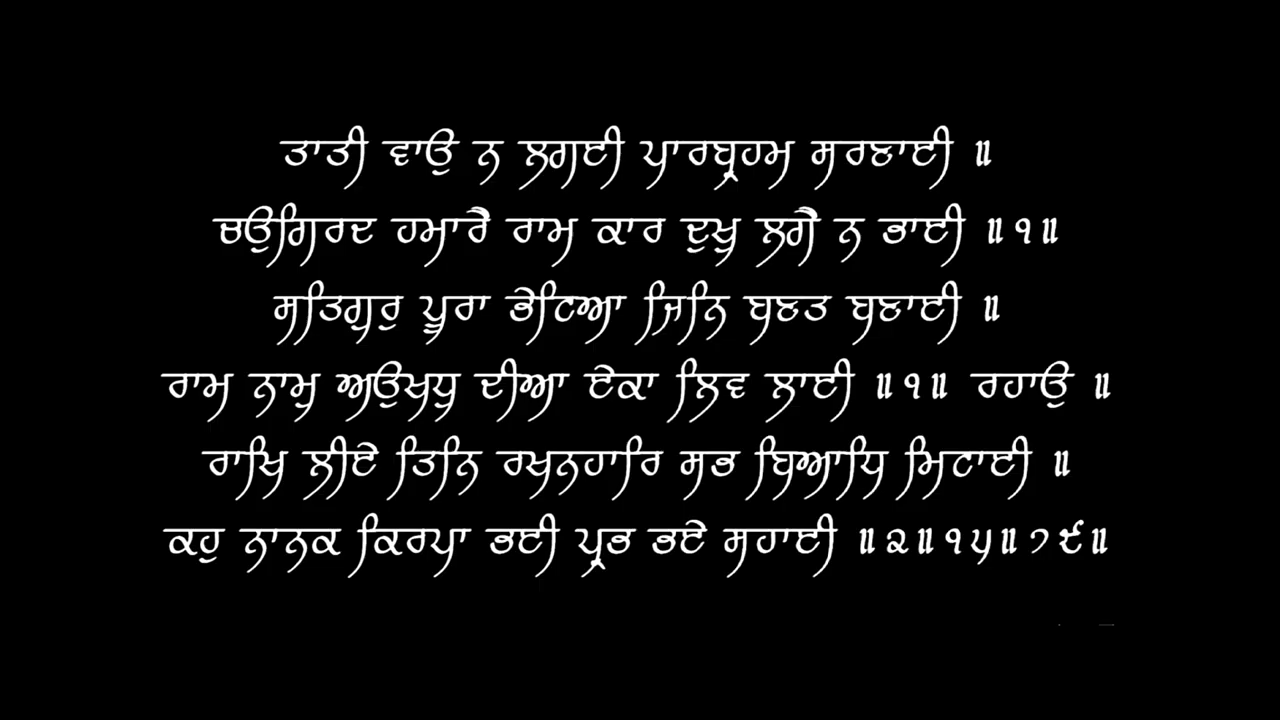 ਤਾਤੀ ਵਾਉ ਨ ਲਗਈ ਪਾਰਬ੍ਰਹਮ ਸਰਣਾਈ ॥
ਚਉਗਿਰਦ ਹਮਾਰੈ ਰਾਮ ਕਾਰ ਦੁਖੁ ਲਗੈ ਨ ਭਾਈ ॥੧॥
ਸਤਿਗੁਰੁ ਪੂਰਾ ਭੇਟਿਆ ਜਿਨਿ ਬਣਤ ਬਣਾਈ ॥
ਰਾਮ ਨਾਮੁ ਅਉਖਧੁ ਦੀਆ ਏਕਾ ਲਿਵ ਲਾਈ ॥੧॥ ਰਹਾਉ ॥
ਰਾਖਿ ਲੀਏ ਤਿਨਿ ਰਖਨਹਾਰਿ ਸਭ ਬਿਆਧਿ ਮਿਟਾਈ ॥
ਕਹੁ ਨਾਨਕ ਕਿਰਪਾ ਭਈ ਪ੍ਰਭ ਭਏ ਸਹਾਈ ॥੨॥੧੫॥੭੯॥